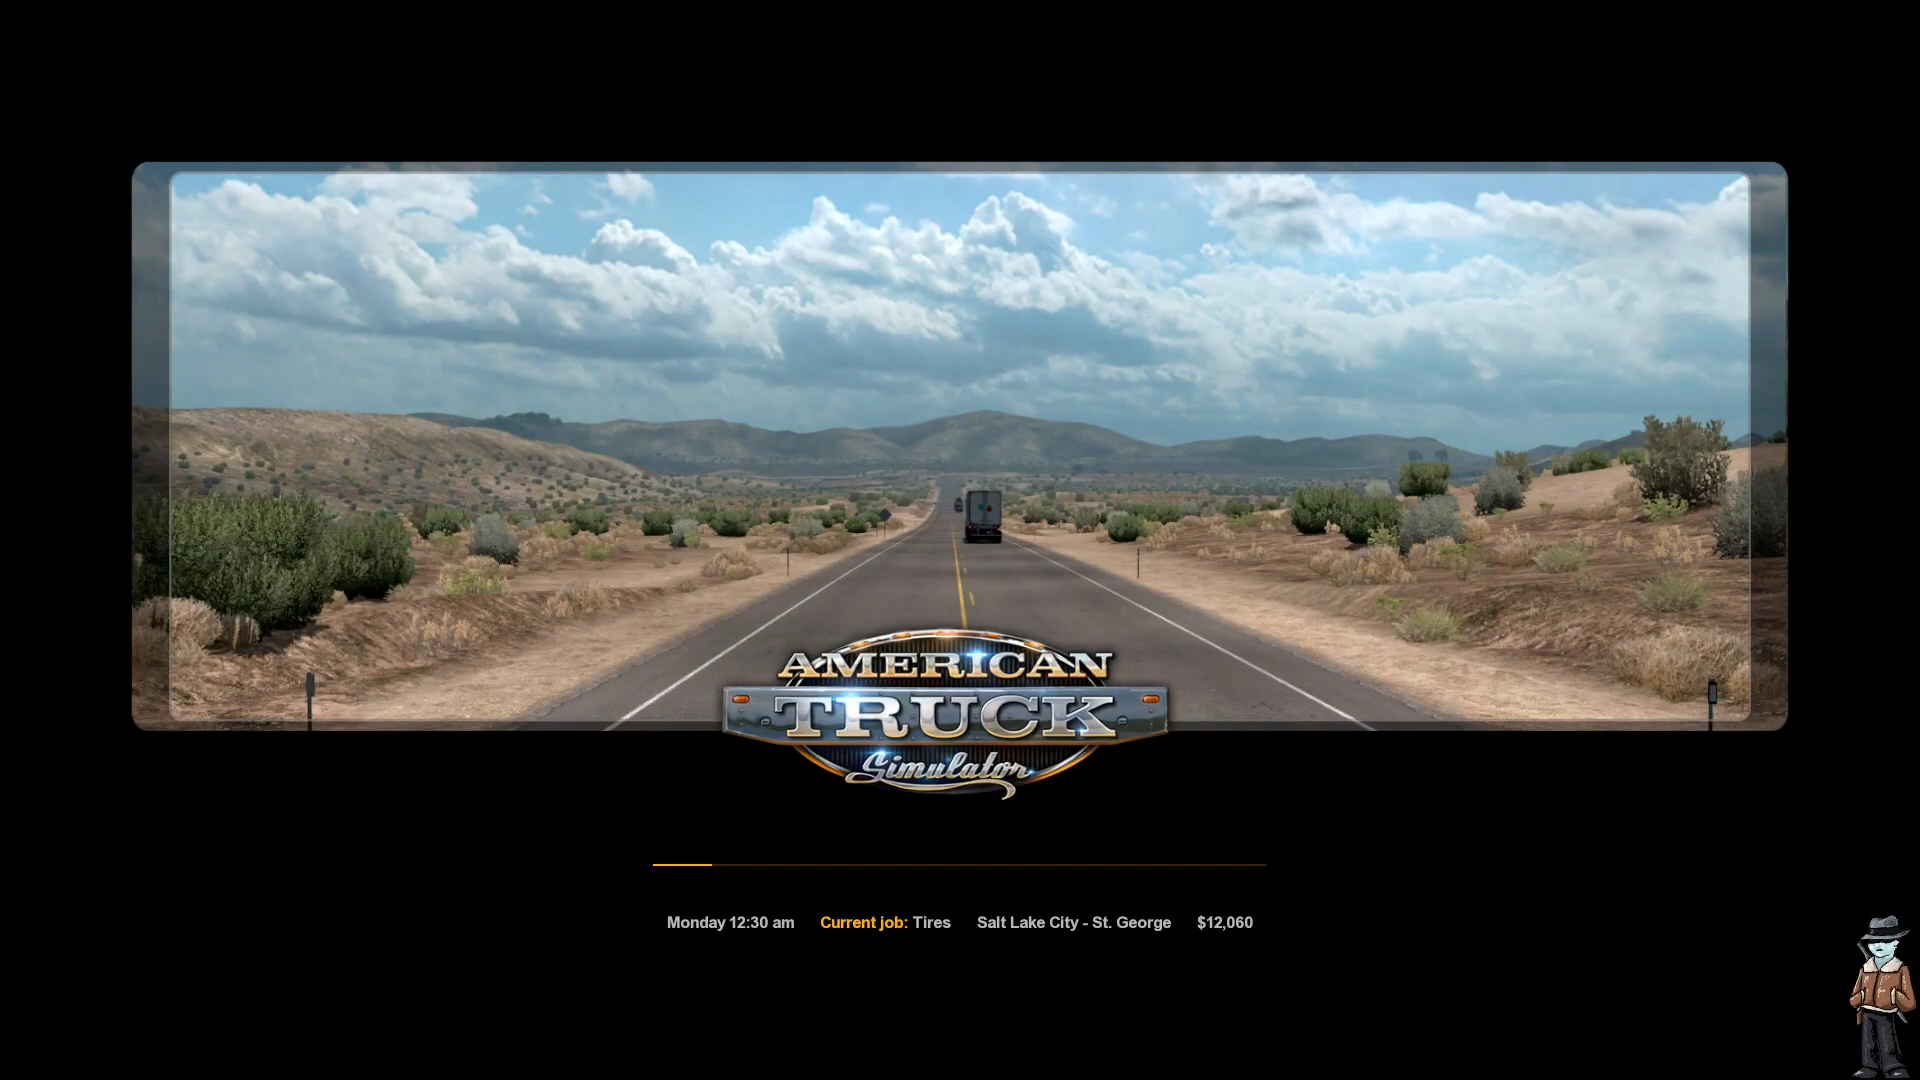 AMERICAN
TRUCK
Simulator
Monday 12:30 am Current job: Tires Salt Lake City - St. George $12,060